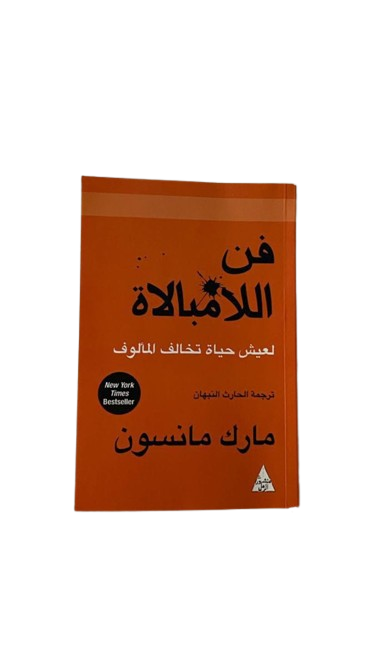 فن
اللامبالاة
لعيش حياة تخالف المألوف
ترجمة الحارث النبهان
New York
Times
Bestseller
مارك مانسون